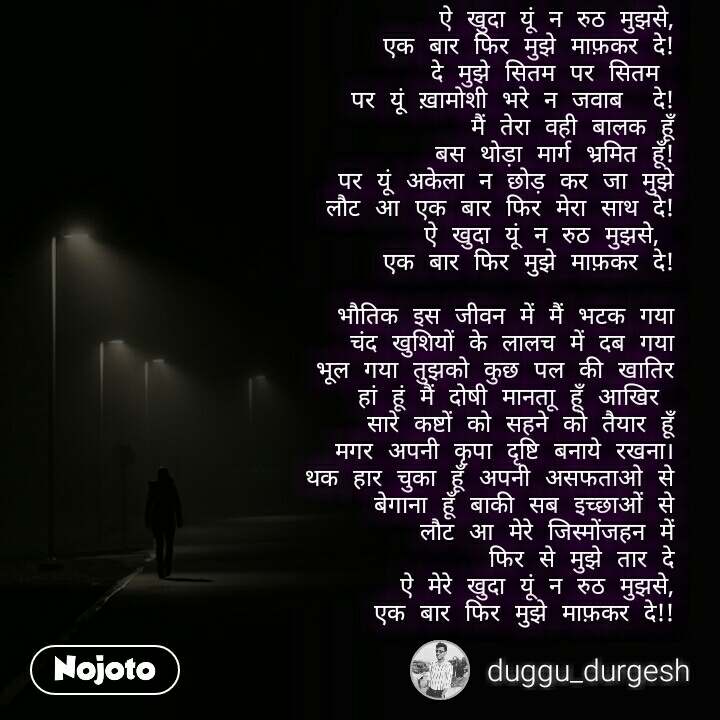 ऐ खुदा यूं न रुठ मुझसे,
एक बार फिर मुझे माफ़कर दे!
दे मुझे सितम पर सितम
पर यूं ख़ामोशी भरे न जवाब दे!
मैं तेरा वही बालक हूँ
बस थोड़ा मार्ग भ्रमित हूँ!
पर यूं अकेला न छोड़ कर जा मुझे
लौट आ एक बार फिर मेरा साथ दे!
ऐ खुदा यूं न रुठ मुझसे,
एक बार फिर मुझे माफ़कर दे!
भौतिक इस जीवन में मैं भटक गया
चंद खुशियों के लालच में दब गया
भूल गया तुझको कुछ पल की खातिर
हां हूं मैं दोषी मानताू हूँ आखिर
सारे कष्टों को सहने को तैयार हूँ
मगर अपनी कृपा दृष्टि बनाये रखना।
थक हार चुका हूँ अपनी असफताओ से
बेगाना हूँ बाकी सब इच्छाओं से
लौट आ मेरे जिस्मोंजहन में
फिर से मुझे तार दे
ऐ मेरे खुदा यूं न रुठ मुझसे,
एक बार फिर मुझे माफ़कर दे!!
Nojoto
duggu_durgesh